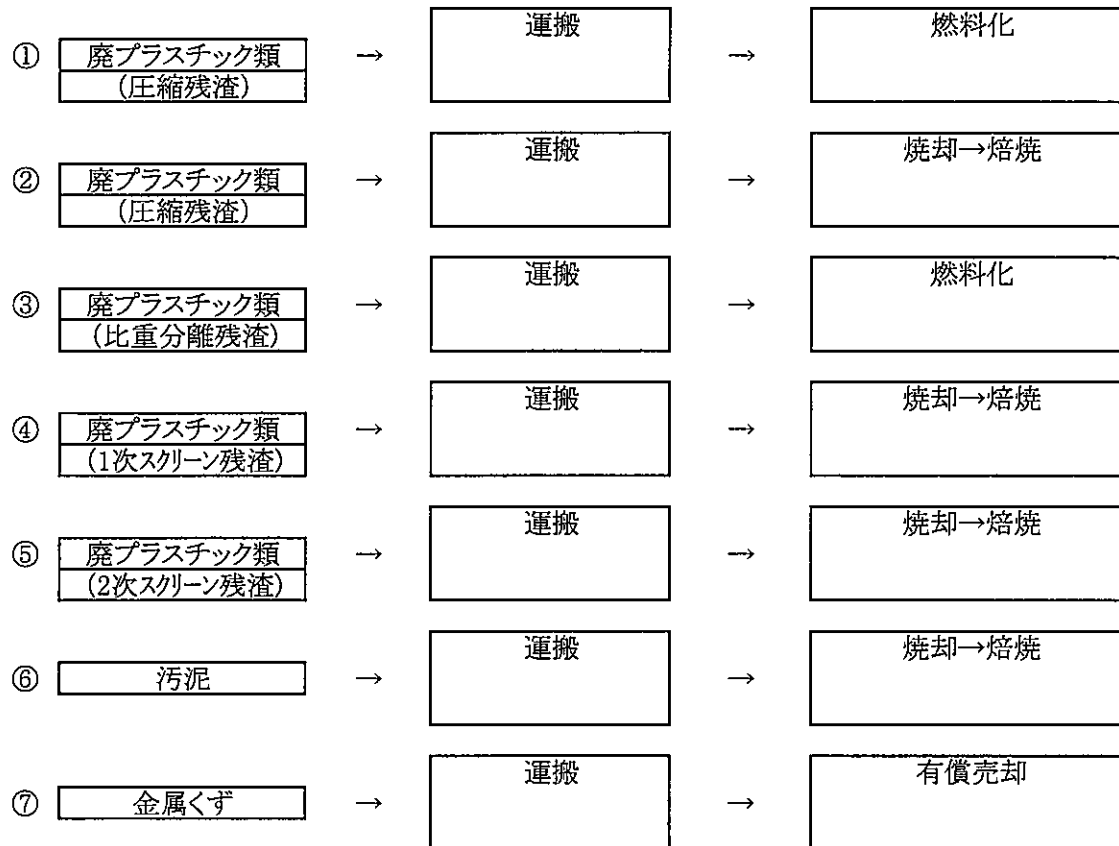 運搬
燃料化
① 廃プラスチック類 → →
(圧縮残渣)
運搬
焼却→焙焼
② 廃プラスチック類 → →
(圧縮残渣)
運搬
燃料化
③ 廃プラスチック類 → →
(比重分離残渣)
運搬
焼却→焙焼
④ 廃プラスチック類 → →
(1次スクリーン残渣)
運搬
焼却→焙焼
⑤ 廃プラスチック類 → →
(2次スクリーン残渣)
運搬
焼却→焙焼
⑥ 汚泥 → →
運搬
有償売却
⑦ 金属くず → →